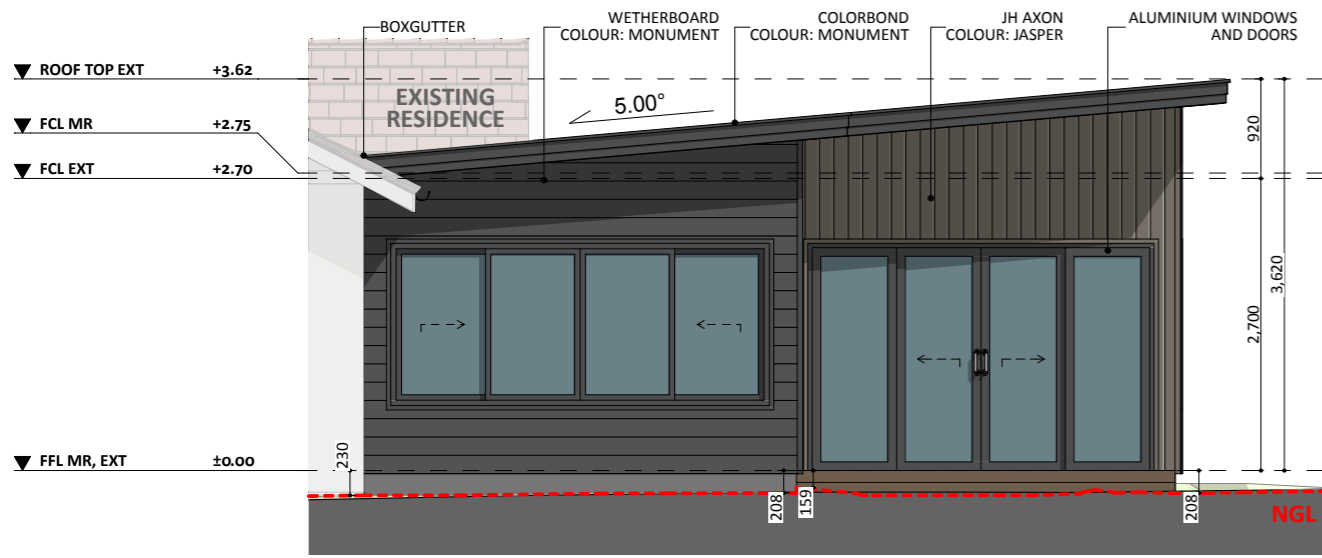 BOXGUTTER
WETHERBOARD
COLOUR: MONUMENT
COLORBOND
COLOUR: MONUMENT
JH AXON
COLOUR: JASPER
ALUMINIUM WINDOWS
AND DOORS
ROOF TOP EXT +3.62
EXISTING
RESIDENCE
5.00°
FCL MR +2.75
FCL EXT +2.70
920
3,620
2,700
FFL MR, EXT ±0.00
230
208
159
208
NGL